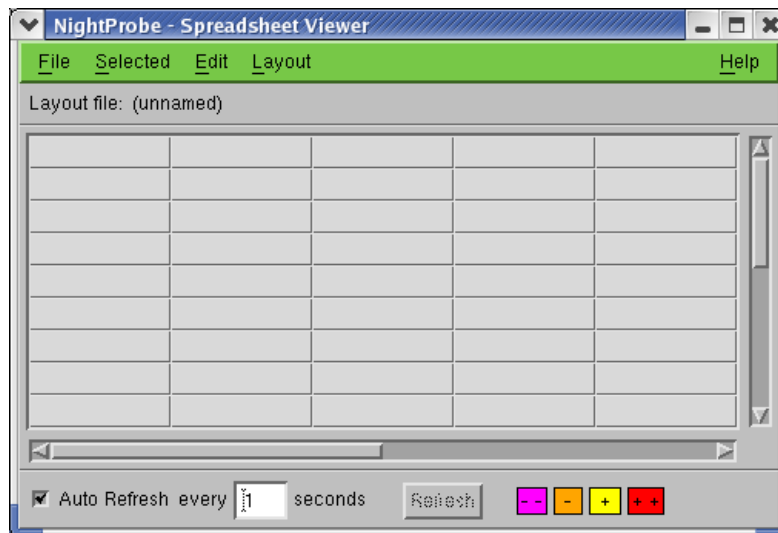 NightProbe - Spreadsheet Viewer
File Selected Edit Layout Help
Layout file: (unnamed)
Auto Refresh every 1 seconds Refresh - - - + + +